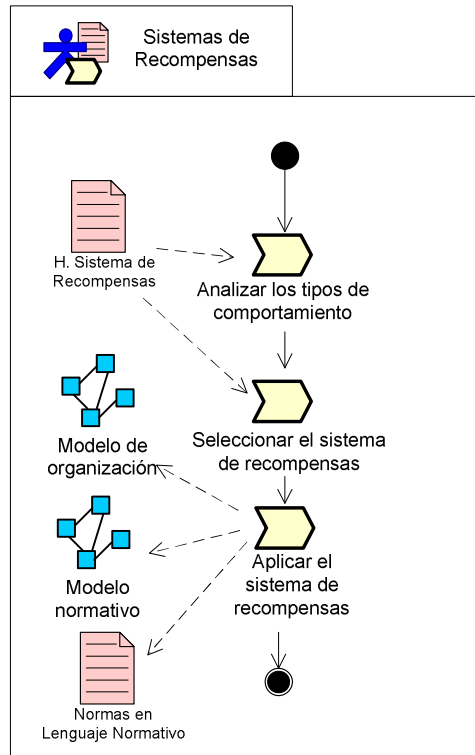 Sistemas de
Recompensas
H. Sistema de
Recompensas
Analizar los tipos de
comportamiento
Modelo de
organización
Seleccionar el sistema
de recompensas
Modelo
normativo
Aplicar el
sistema de
recompensas
Normas en
Lenguaje Normativo